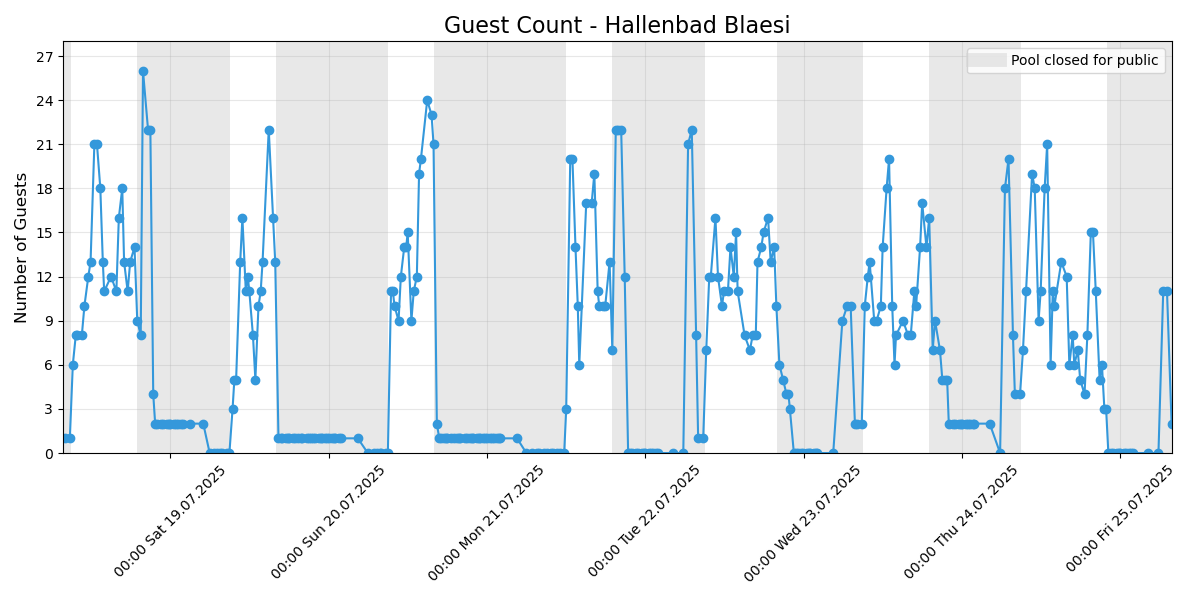 Guest Count - Hallenbad Blaesi
Pool closed for public
Number of Guests
27
24
21
18
15
12
9
6
3
0
00:00 Sat 19.07.2025
00:00 Sun 20.07.2025
00:00 Mon 21.07.2025
00:00 Tue 22.07.2025
00:00 Wed 23.07.2025
00:00 Thu 24.07.2025
00:00 Fri 25.07.2025